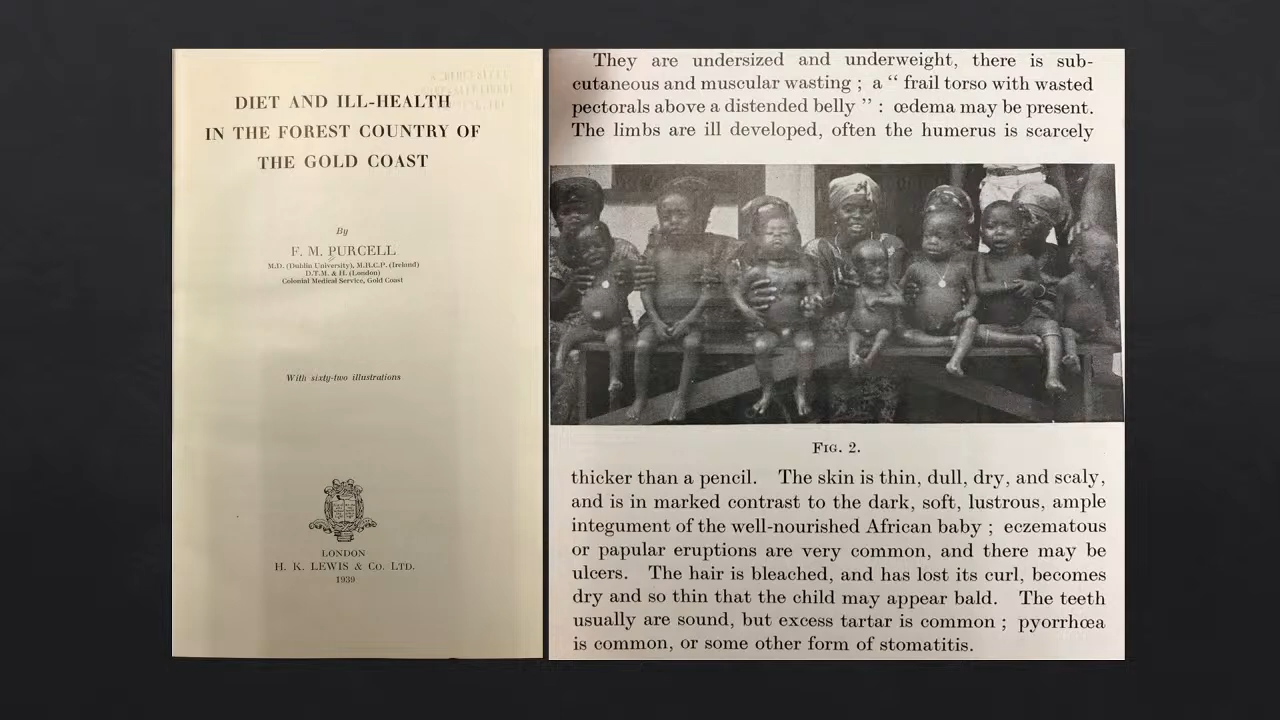 DIET AND ILL-HEALTH
IN THE FOREST COUNTRY OF
THE GOLD COAST
By
F. M. PURCELL
M.D. (Dublin University), M.R.C.P. (Ireland)
D.T.M. & H. (London)
Colonial Medical Service, Gold Coast
With sixty-two illustrations
LONDON
H. K. LEWIS & Co. LTD.
1939
They are undersized and underweight, there is sub-
cutaneous and muscular wasting ; a “ frail torso with wasted
pectorals above a distended belly ” : œdema may be present.
The limbs are ill developed, often the humerus is scarcely
FIG. 2.
thicker than a pencil. The skin is thin, dull, dry, and scaly,
and is in marked contrast to the dark, soft, lustrous, ample
integument of the well-nourished African baby ; eczematous
or papular eruptions are very common, and there may be
ulcers. The hair is bleached, and has lost its curl, becomes
dry and so thin that the child may appear bald. The teeth
usually are sound, but excess tartar is common ; pyorrhœa
is common, or some other form of stomatitis.